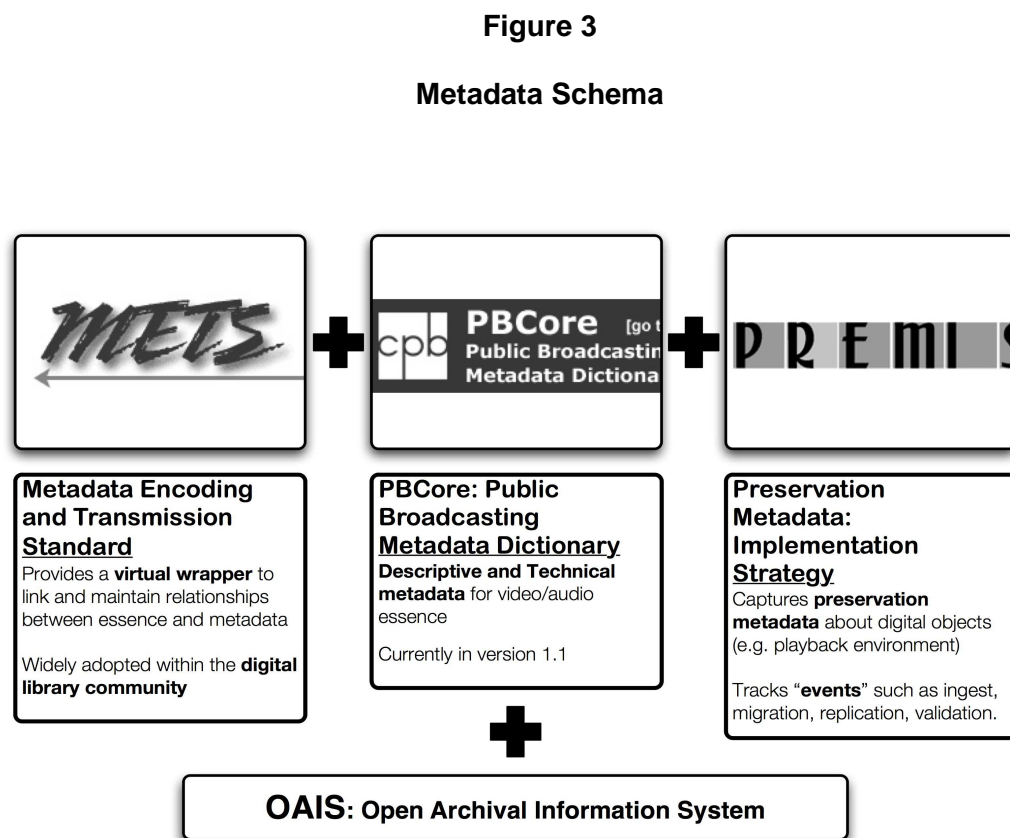 Figure 3
Metadata Schema
METS
cpb
PBCore [go t
Public Broadcastin
Metadata Dictiona
PREMIS
Metadata Encoding
and Transmission
Standard
Provides a virtual wrapper to
link and maintain relationships
between essence and metadata
Widely adopted within the digital
library community
PBCore: Public
Broadcasting
Metadata Dictionary
Descriptive and Technical
metadata for video/audio
essence
Currently in version 1.1
Preservation
Metadata:
Implementation
Strategy
Captures preservation
metadata about digital objects
(e.g. playback environment)
Tracks “events” such as ingest,
migration, replication, validation.
OAIS: Open Archival Information System